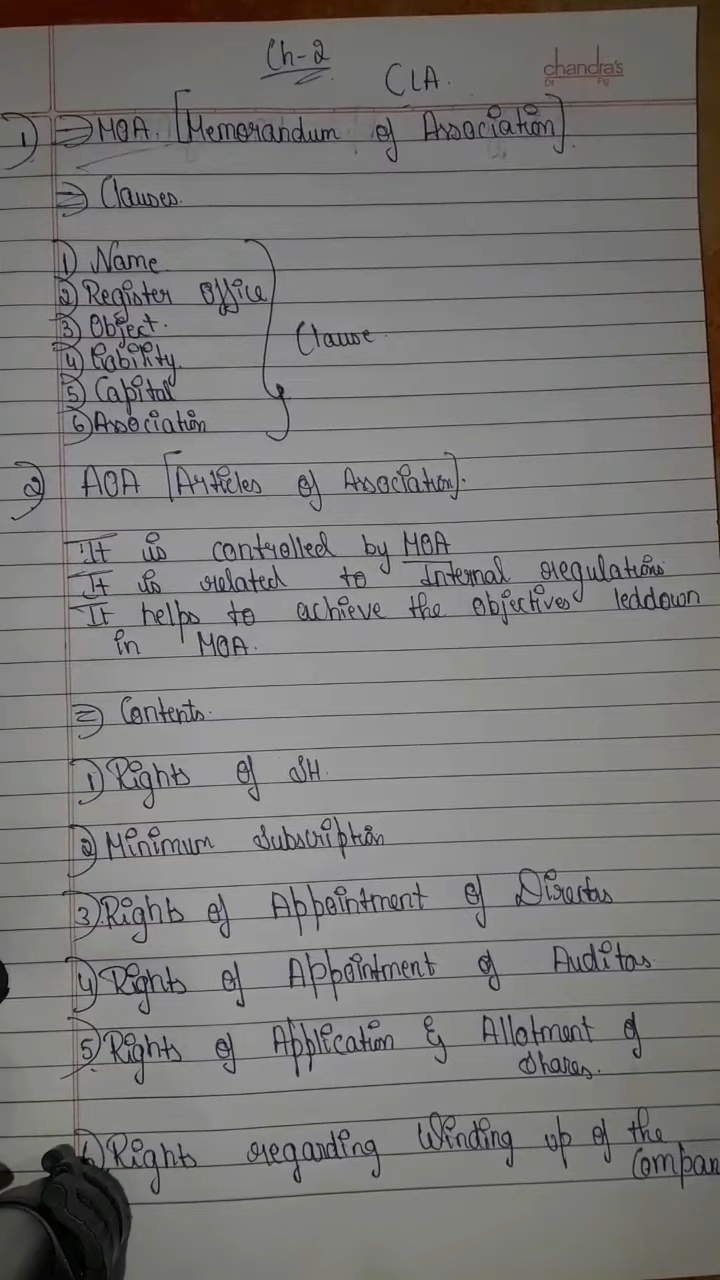 Ch-2
CLA.
chandra's
1) ⇒ MOA. [Memorandum of Association]
⇒ Clauses.
1) Name
2) Register Office
3) Object.
Clause
4) Liability.
5) Capital
6) Association
2) AOA [Articles of Association].
It is controlled by MOA
It is related to Internal regulations
It helps to achieve the objectives leddown
in MOA.
⇒ Contents.
1) Rights of SH.
2) Minimum Subscription
3) Rights of Appointment of Directors
4) Rights of Appointment of Auditors.
5) Rights of Application & Allotment of
Shares.
6) Rights regarding Winding up of the
Compan